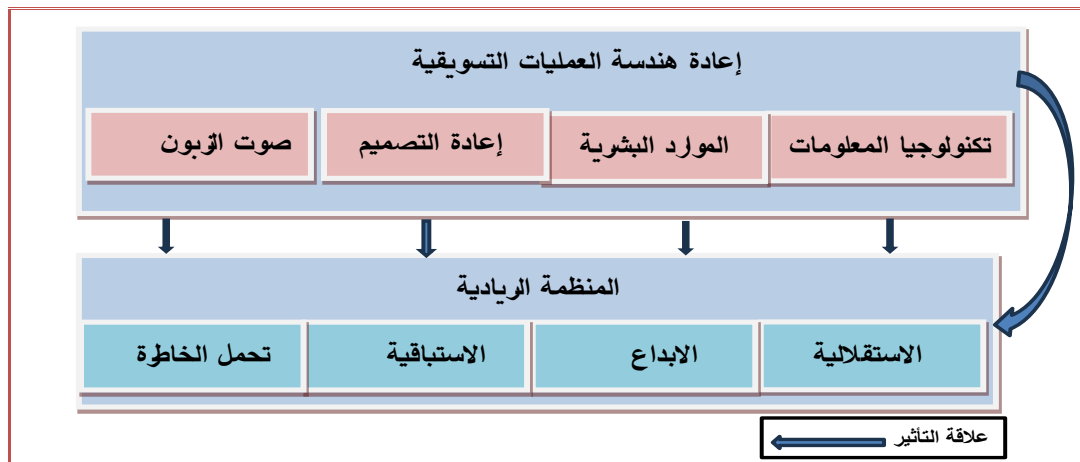 إعادة هندسة العمليات التسويقية
تكنولوجيا المعلومات
الموارد البشرية
إعادة التصميم
صوت الزبون
المنظمة الريادية
الاستقلالية
الابداع
الاستباقية
تحمل الخاطرة
علاقة التأثير